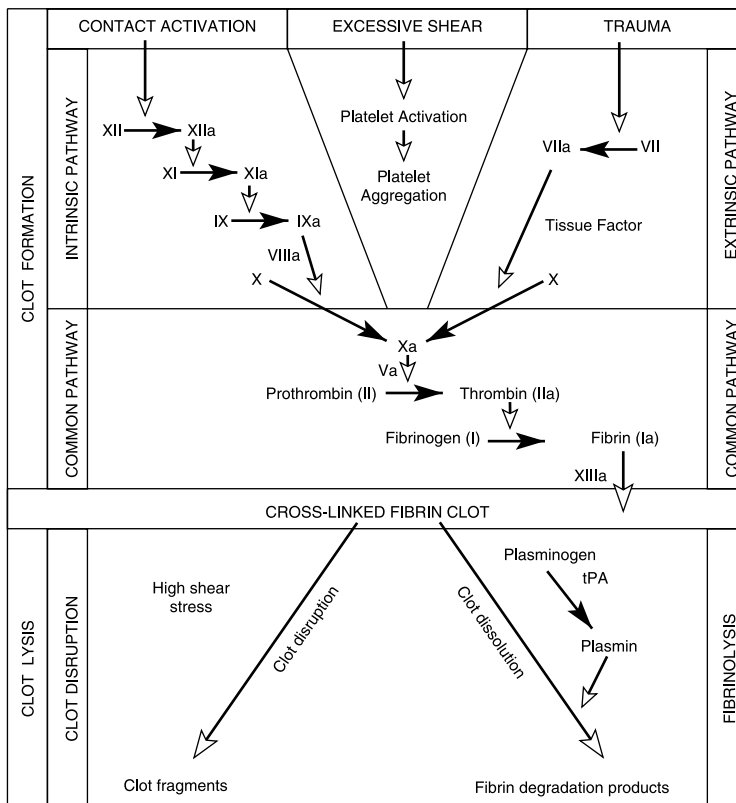 CONTACT ACTIVATION
EXCESSIVE SHEAR
TRAUMA
CLOT FORMATION
INTRINSIC PATHWAY
EXTRINSIC PATHWAY
Platelet Activation
XII
XIIa
VIIa
VII
XI
XIa
Platelet
Aggregation
IX
IXa
Tissue Factor
VIIIa
X
X
COMMON PATHWAY
COMMON PATHWAY
Xa
Va
Prothrombin (II)
Thrombin (IIa)
Fibrinogen (I)
Fibrin (Ia)
XIIIa
CROSS-LINKED FIBRIN CLOT
CLOT LYSIS
CLOT DISRUPTION
FIBRINOLYSIS
High shear
stress
Clot disruption
Clot dissolution
Plasminogen
tPA
Plasmin
Clot fragments
Fibrin degradation products